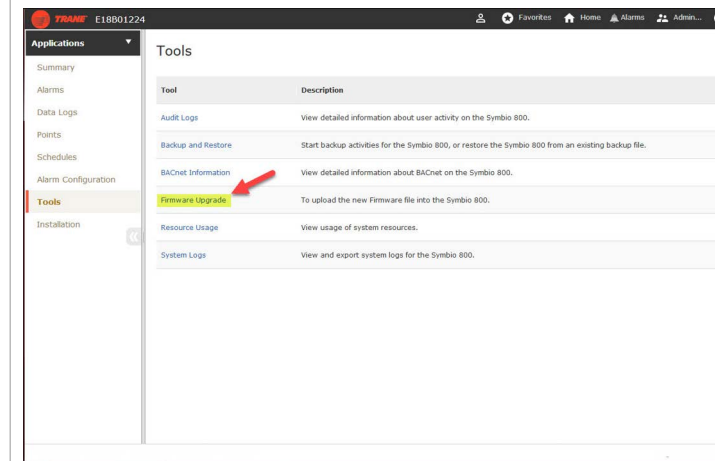 TRANE E18B01224 Favorites Home Alarms Admin...
Applications
Summary
Alarms
Data Logs
Points
Schedules
Alarm Configuration
Tools
Installation
Tools
Tool Description
Audit Logs View detailed information about user activity on the Symbio 800.
Backup and Restore Start backup activities for the Symbio 800, or restore the Symbio 800 from an existing backup file.
BACnet Information View detailed information about BACnet on the Symbio 800.
Firmware Upgrade To upload the new Firmware file into the Symbio 800.
Resource Usage View usage of system resources.
System Logs View and export system logs for the Symbio 800.